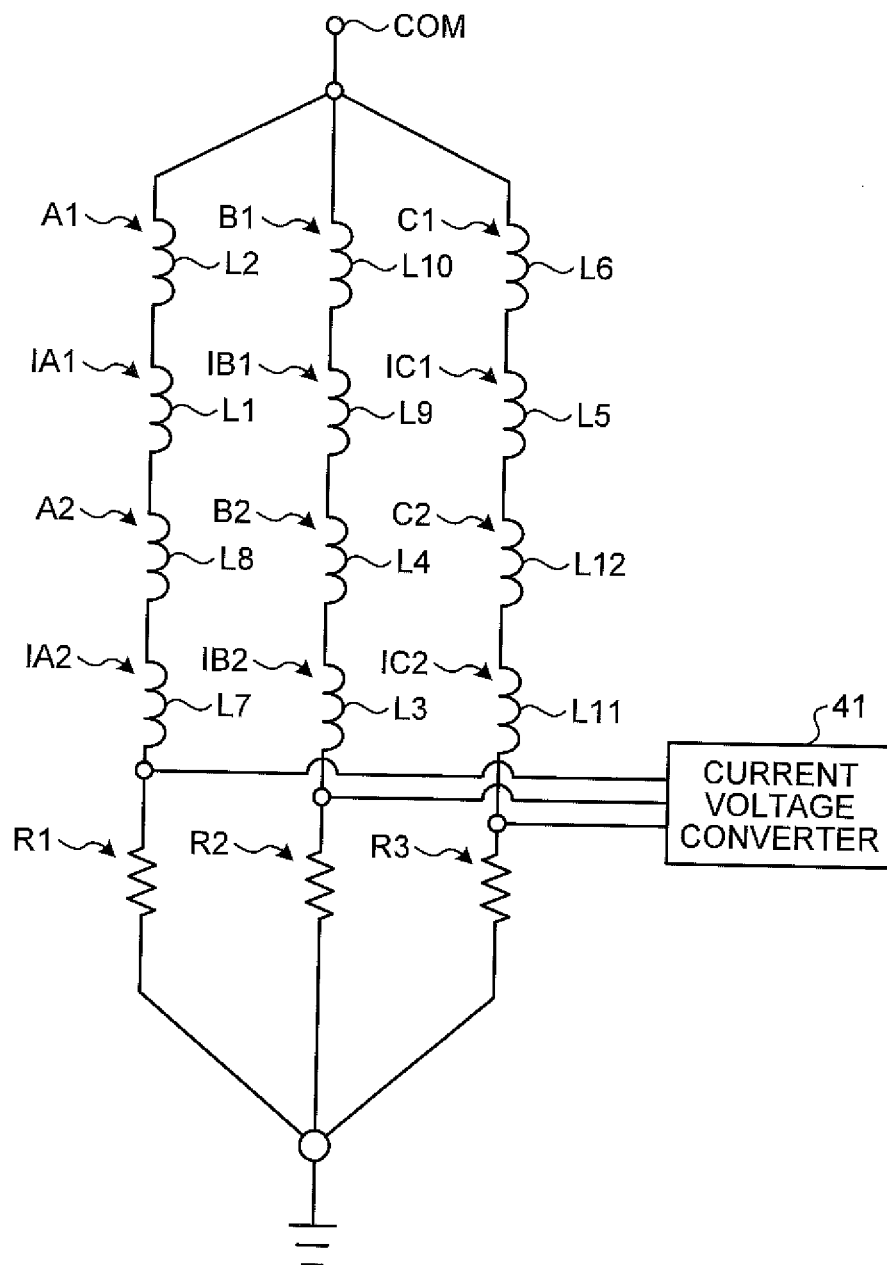 COM
A1 L2 B1 L10 C1 L6
IA1 L1 IB1 L9 IC1 L5
A2 L8 B2 L4 C2 L12
IA2 L7 IB2 L3 IC2 L11
41
CURRENT
VOLTAGE
CONVERTER
R1 R2 R3